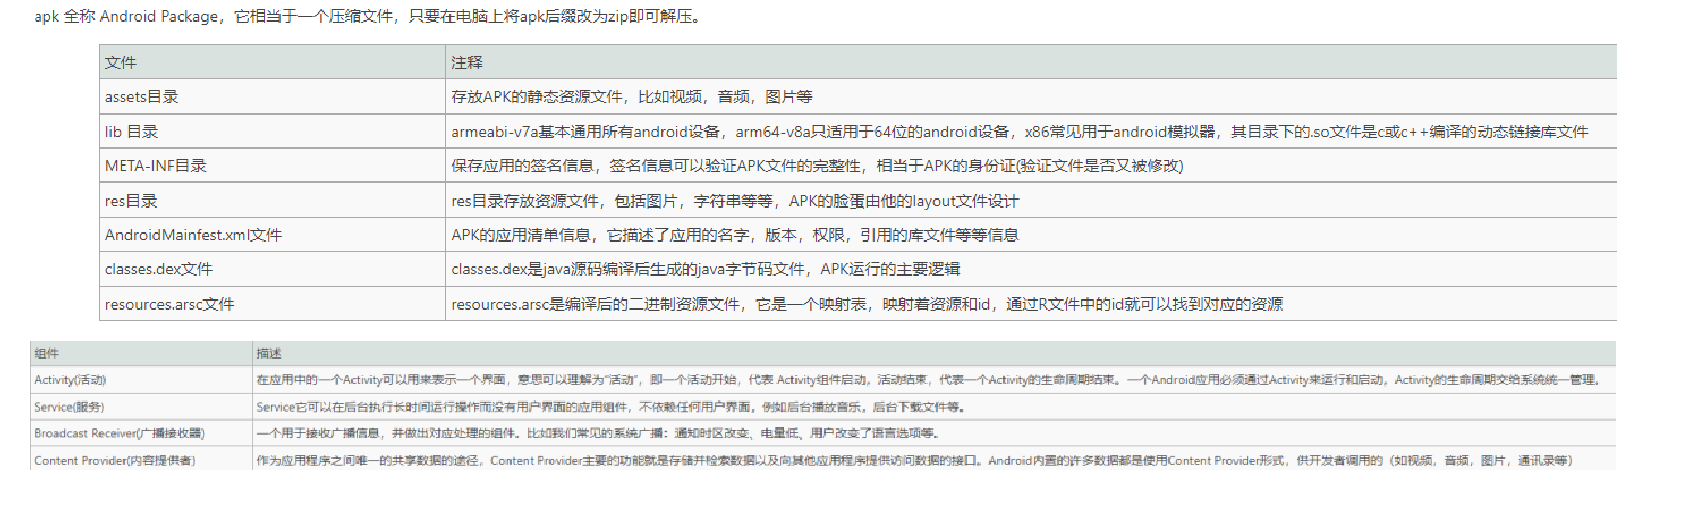 apk 全称 Android Package，它相当于一个压缩文件，只要在电脑上将apk后缀改为zip即可解压。
文件 注释
assets目录 存放APK的静态资源文件，比如视频，音频，图片等
lib 目录 armeabi-v7a基本通用所有android设备，arm64-v8a只适用于64位的android设备，x86常见用于android模拟器，其目录下的.so文件是c或c++编译的动态链接库文件
META-INF目录 保存应用的签名信息，签名信息可以验证APK文件的完整性，相当于APK的身份证(验证文件是否又被修改)
res目录 res目录存放资源文件，包括图片，字符串等等，APK的脸蛋由他的layout文件设计
AndroidMainfest.xml文件 APK的应用清单信息，它描述了应用的名字，版本，权限，引用的库文件等等信息
classes.dex文件 classes.dex是java源码编译后生成的java字节码文件，APK运行的主要逻辑
resources.arsc文件 resources.arsc是编译后的二进制资源文件，它是一个映射表，映射着资源和id，通过R文件中的id就可以找到对应的资源
组件 描述
Activity(活动) 在应用中的一个Activity可以用来表示一个界面，意思可以理解为“活动”，即一个活动开始，代表 Activity组件启动，活动结束，代表一个Activity的生命周期结束。一个Android应用必须通过Activity来运行和启动，Activity的生命周期交给系统统一管理。
Service(服务) Service它可以在后台执行长时间运行操作而没有用户界面的应用组件，不依赖任何用户界面，例如后台播放音乐，后台下载文件等。
Broadcast Receiver(广播接收器) 一个用于接收广播信息，并做出对应处理的组件。比如我们常见的系统广播：通知时区改变、电量低、用户改变了语言选项等。
Content Provider(内容提供者) 作为应用程序之间唯一的共享数据的途径，Content Provider主要的功能就是存储并检索数据以及向其他应用程序提供访问数据的接口。Android内置的许多数据都是使用Content Provider形式，供开发者调用的（如视频，音频，图片，通讯录等）